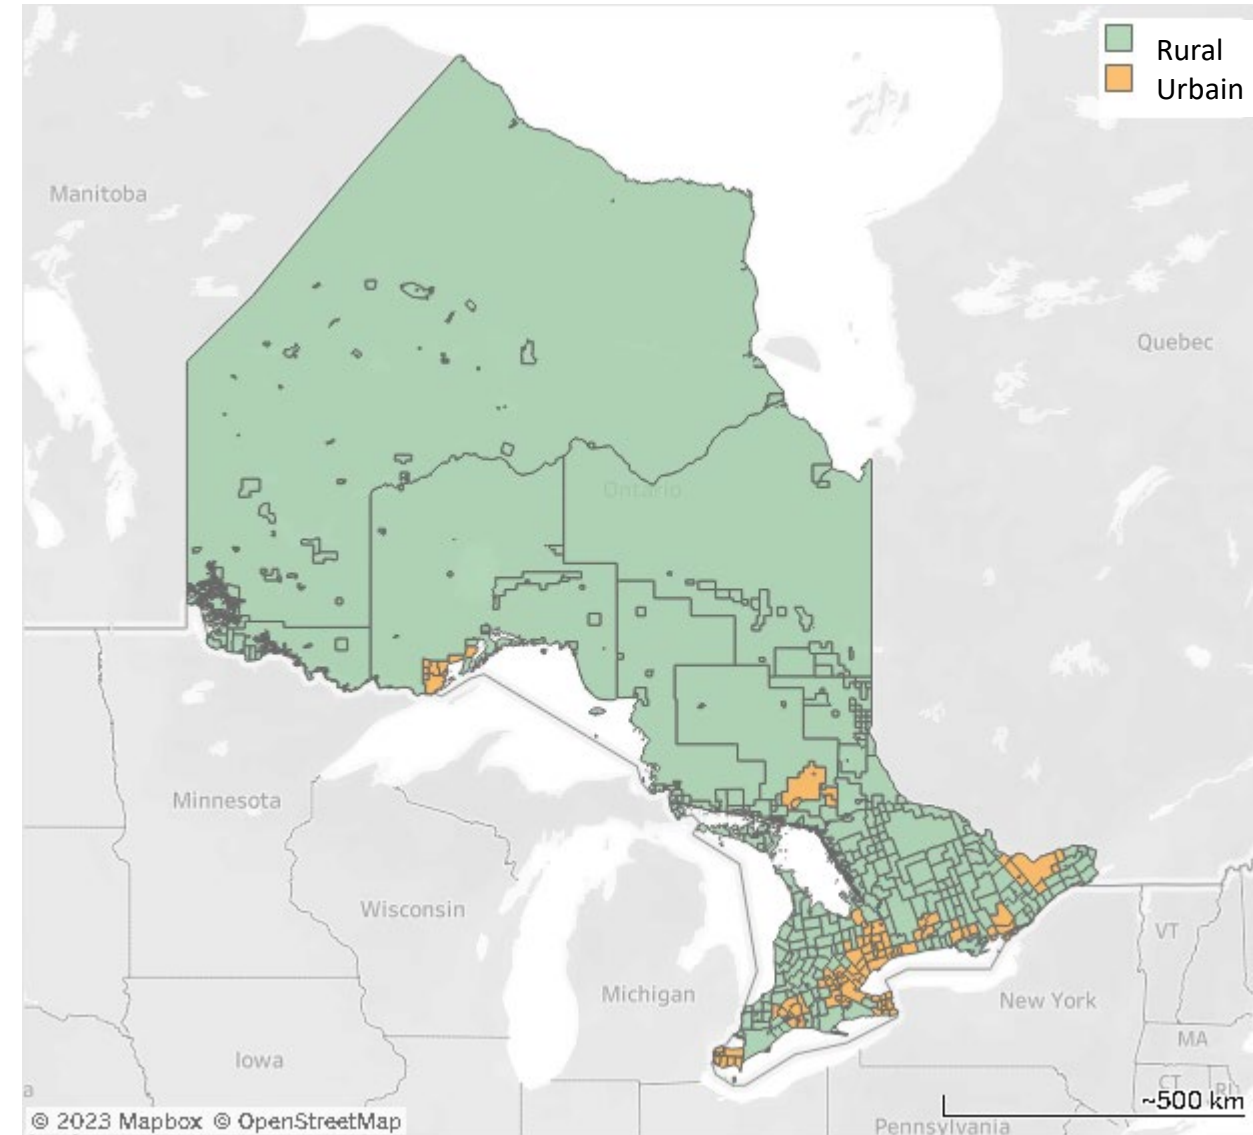 Rural
Urbain
Manitoba
Quebec
Ontario
Minnesota
Wisconsin
Michigan
VT
New York
MA
Iowa
a
CT
RI
~500 km
Pennsylvania
© 2023 Mapbox © OpenStreetMap